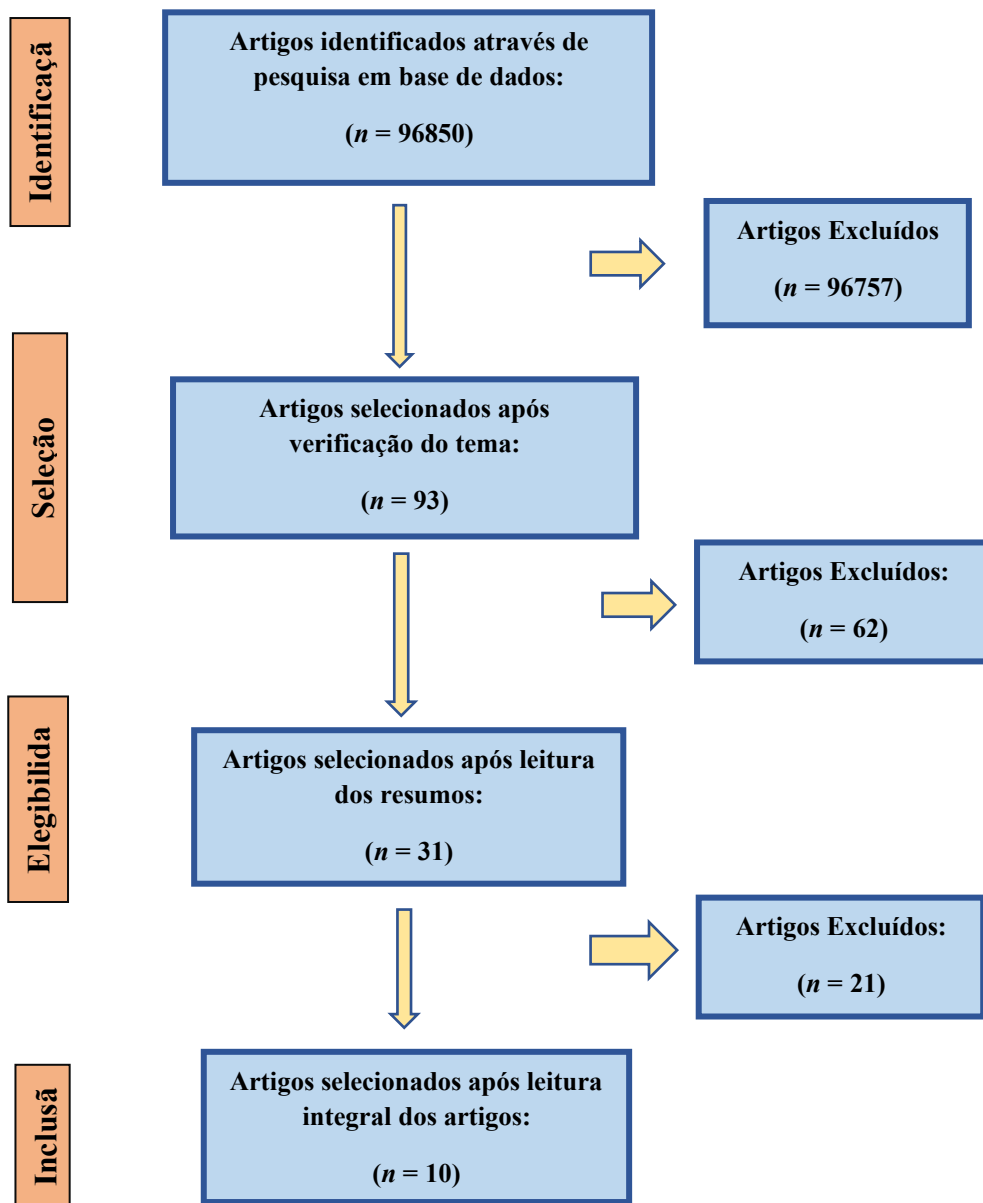 Identificaçã
Artigos identificados através de
pesquisa em base de dados:
(n = 96850)
Artigos Excluídos
(n = 96757)
Seleção
Artigos selecionados após
verificação do tema:
(n = 93)
Artigos Excluídos:
(n = 62)
Elegibilida
Artigos selecionados após leitura
dos resumos:
(n = 31)
Artigos Excluídos:
(n = 21)
Inclusã
Artigos selecionados após leitura
integral dos artigos:
(n = 10)